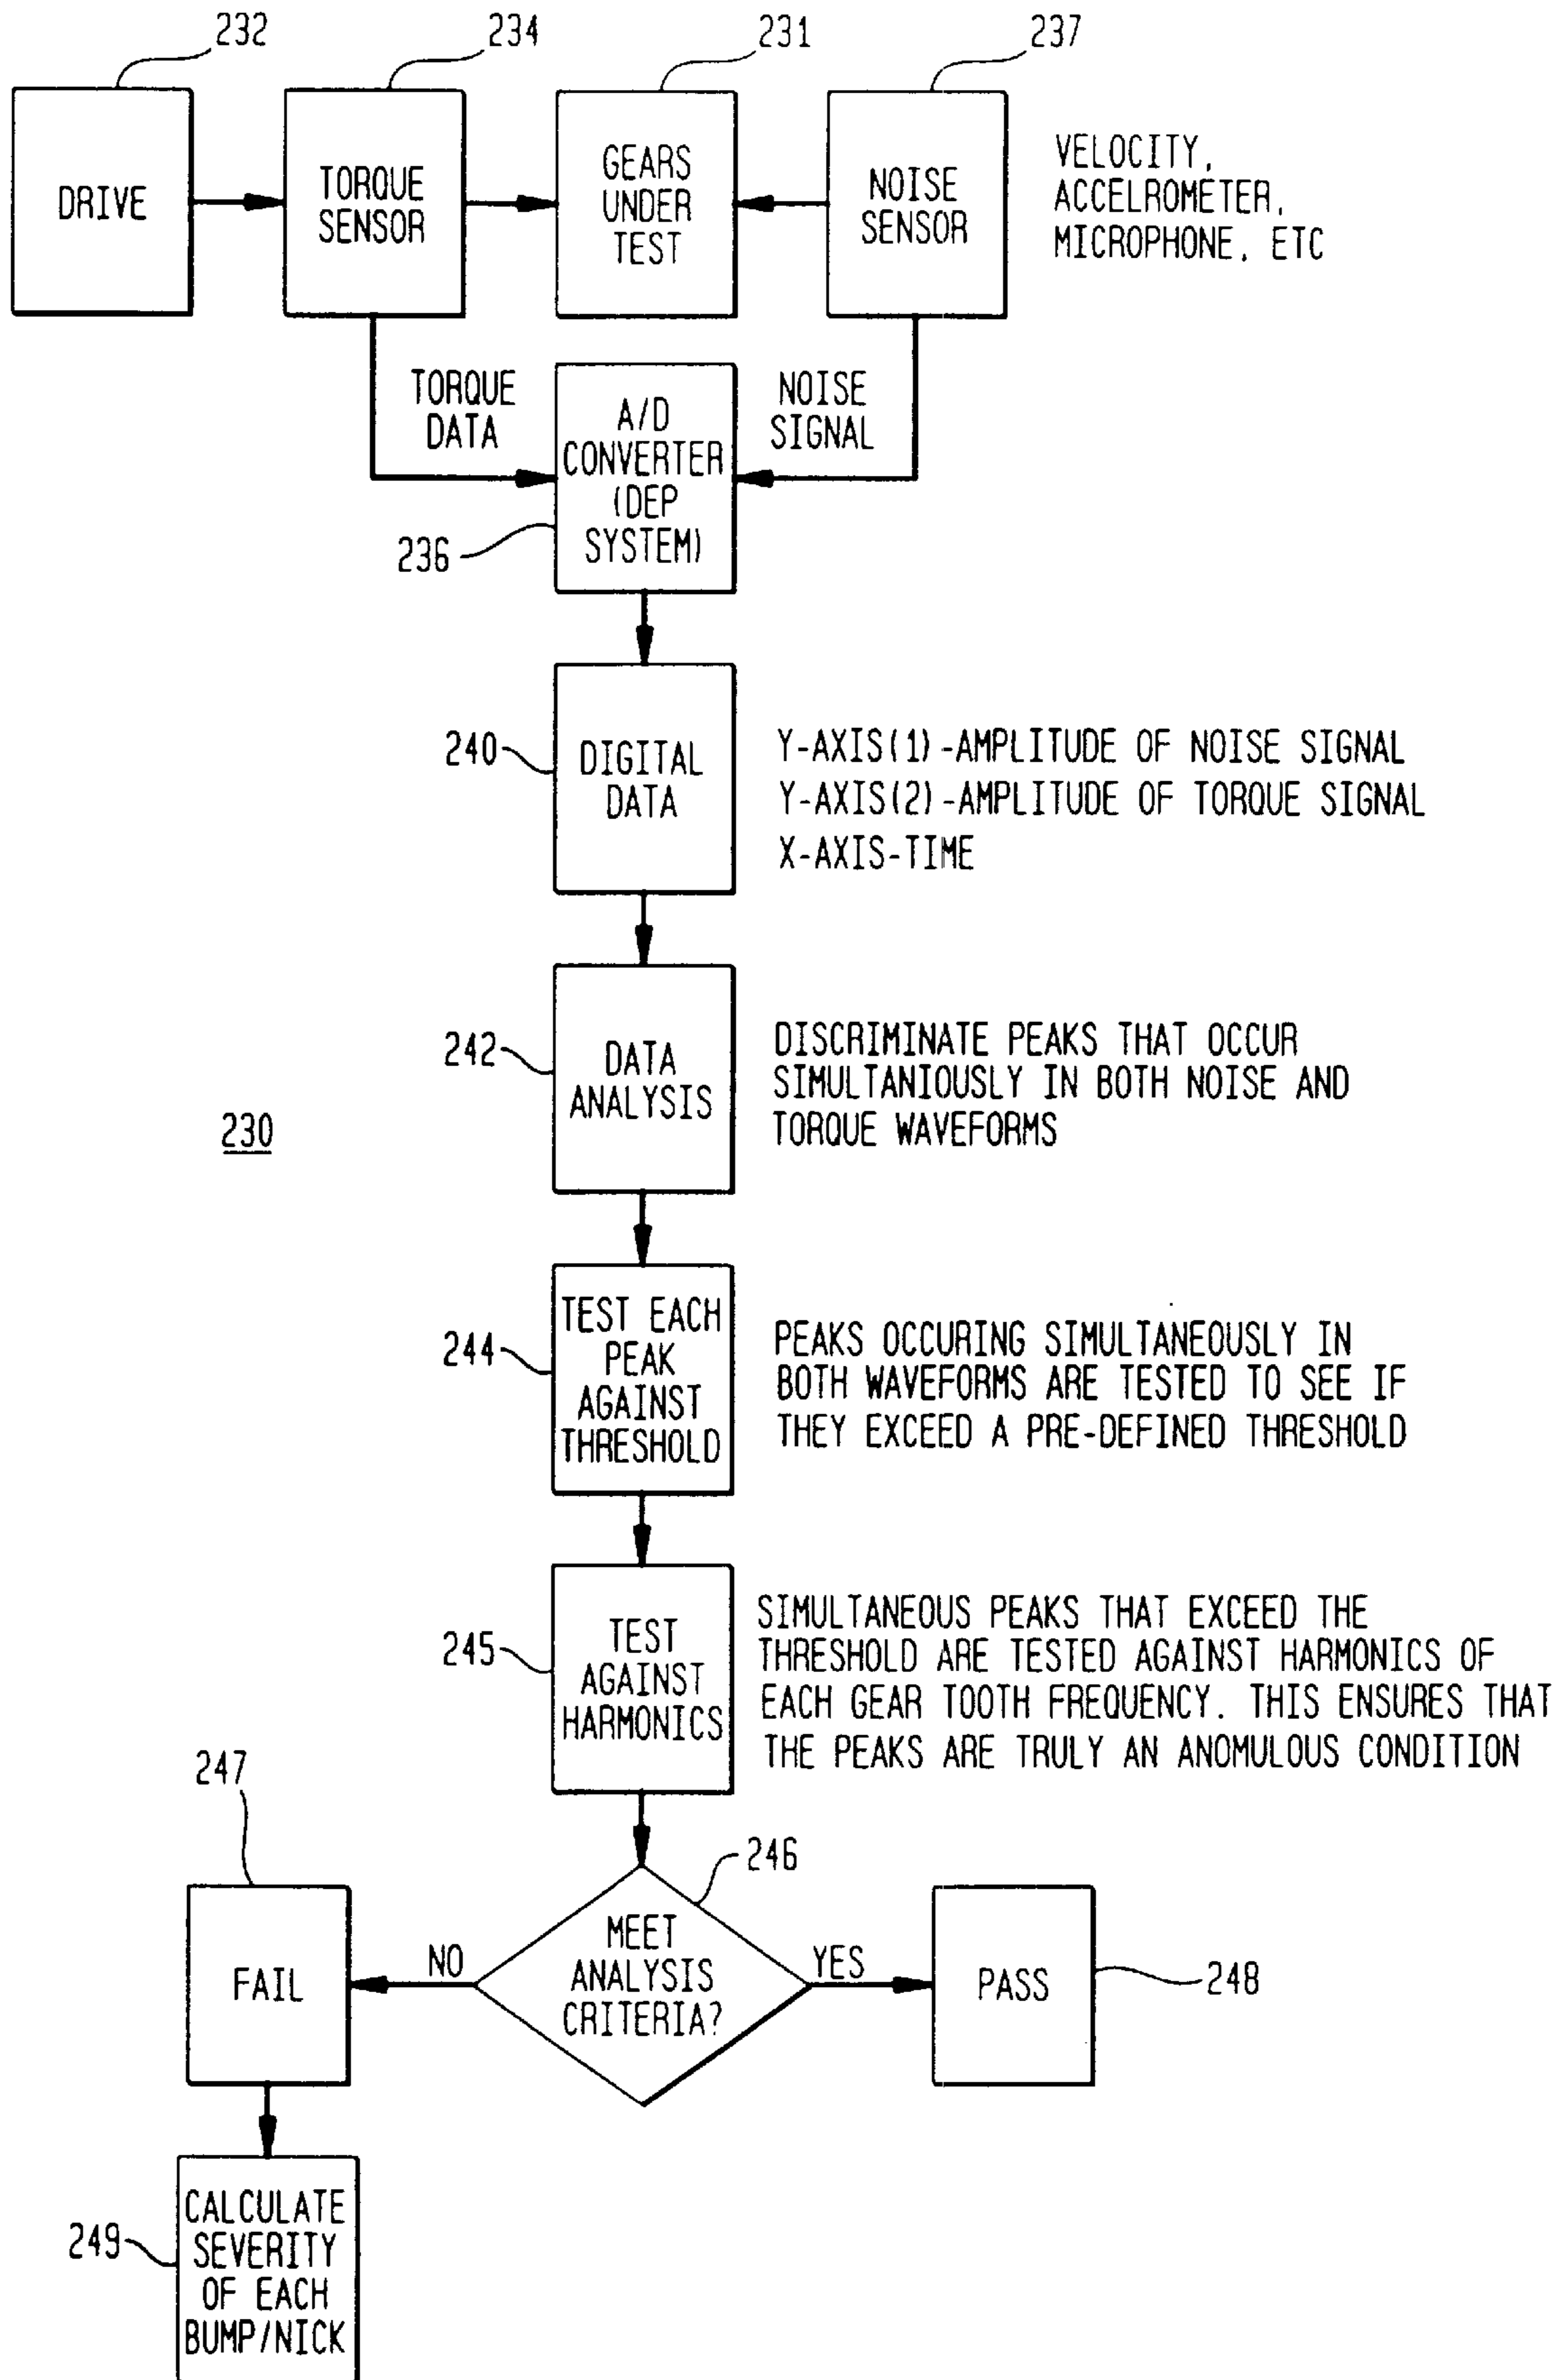 232
234
231
237
DRIVE
TORQUE
SENSOR
GEARS
UNDER
TEST
NOISE
SENSOR
VELOCITY,
ACCELROMETER,
MICROPHONE, ETC
TORQUE
DATA
A/D
CONVERTER
(DEP
SYSTEM)
NOISE
SIGNAL
236
240
DIGITAL
DATA
Y-AXIS(1)-AMPLITUDE OF NOISE SIGNAL
Y-AXIS(2)-AMPLITUDE OF TORQUE SIGNAL
X-AXIS-TIME
242
DATA
ANALYSIS
DISCRIMINATE PEAKS THAT OCCUR
SIMULTANIOUSLY IN BOTH NOISE AND
TORQUE WAVEFORMS
230
244
TEST EACH
PEAK
AGAINST
THRESHOLD
PEAKS OCCURING SIMULTANEOUSLY IN
BOTH WAVEFORMS ARE TESTED TO SEE IF
THEY EXCEED A PRE-DEFINED THRESHOLD
245
TEST
AGAINST
HARMONICS
SIMULTANEOUS PEAKS THAT EXCEED THE
THRESHOLD ARE TESTED AGAINST HARMONICS OF
EACH GEAR TOOTH FREQUENCY. THIS ENSURES THAT
THE PEAKS ARE TRULY AN ANOMULOUS CONDITION
247
246
FAIL
NO
MEET
ANALYSIS
CRITERIA?
YES
PASS
248
249
CALCULATE
SEVERITY
OF EACH
BUMP/NICK